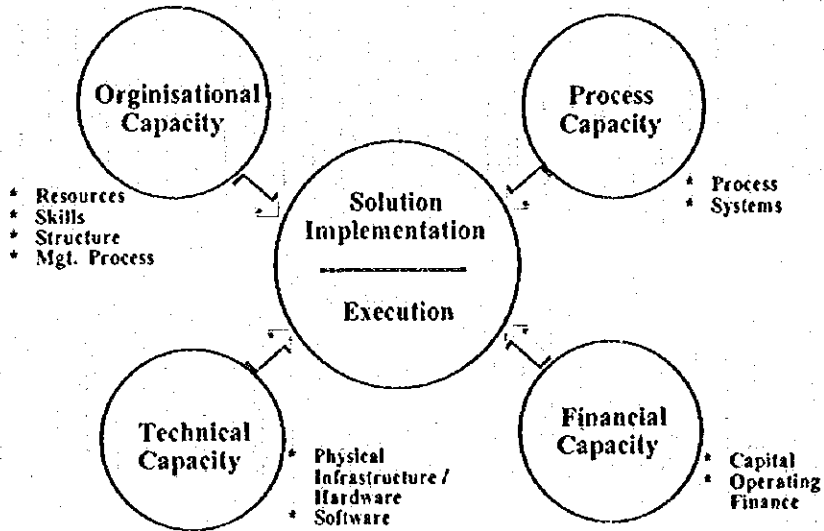 Orginisational
Capacity
* Resources
* Skills
* Structure
* Mgt. Process
Process
Capacity
* Process
* Systems
Solution
Implementation
Execution
Technical
Capacity
* Physical
Infrastructure /
Hardware
* Software
Financial
Capacity
* Capital
* Operating
Finance